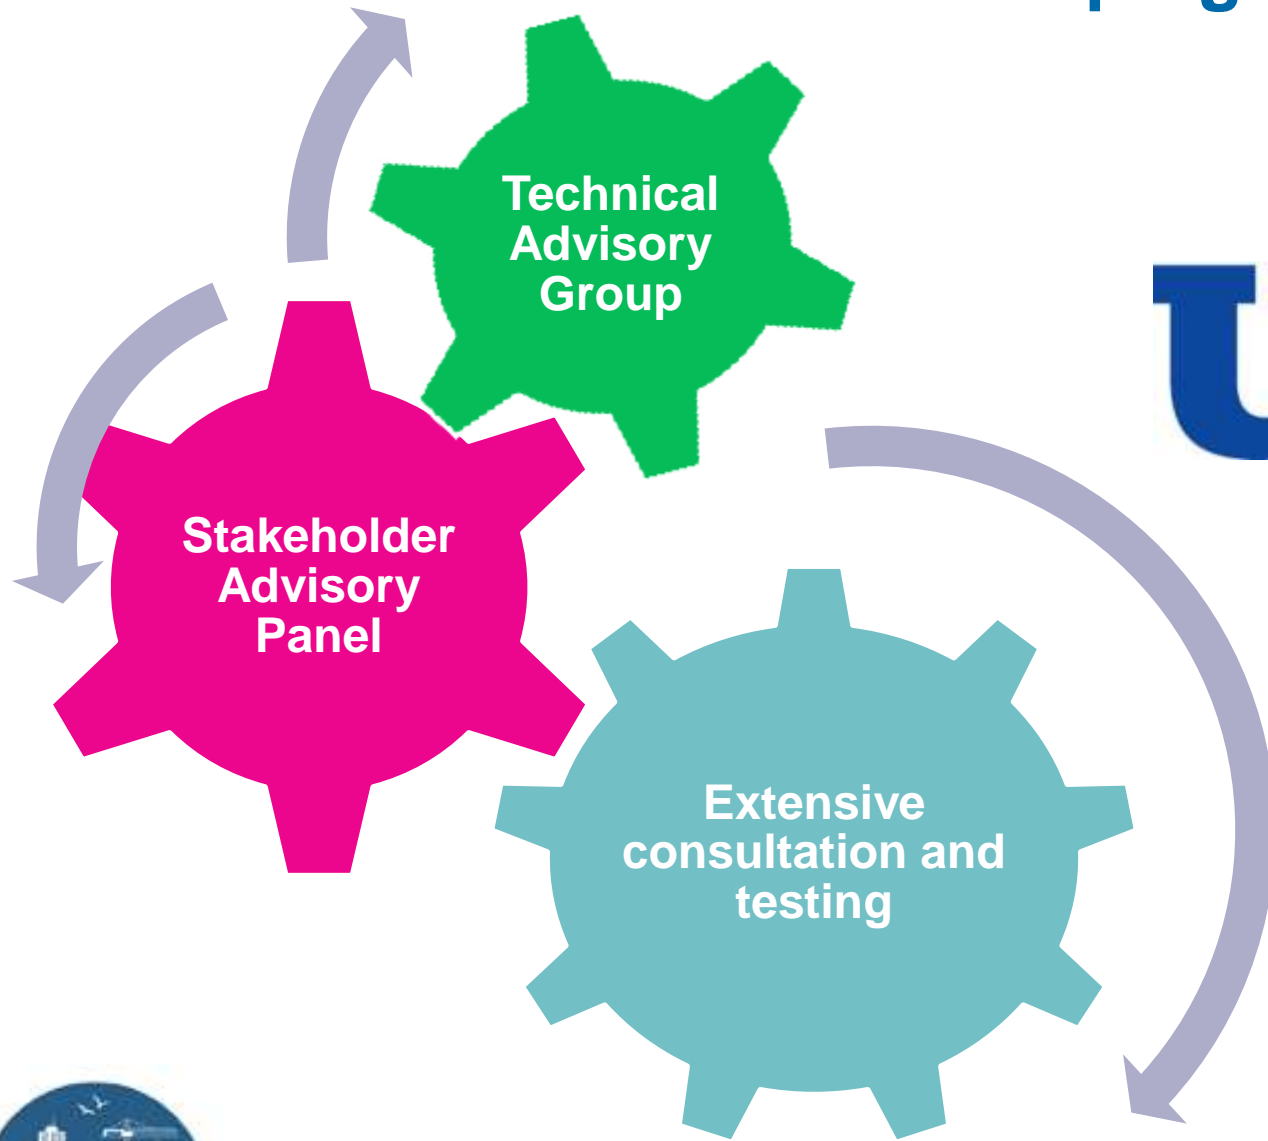 Technical
Advisory
Group
Stakeholder
Advisory
Panel
Extensive
consultation and
testing